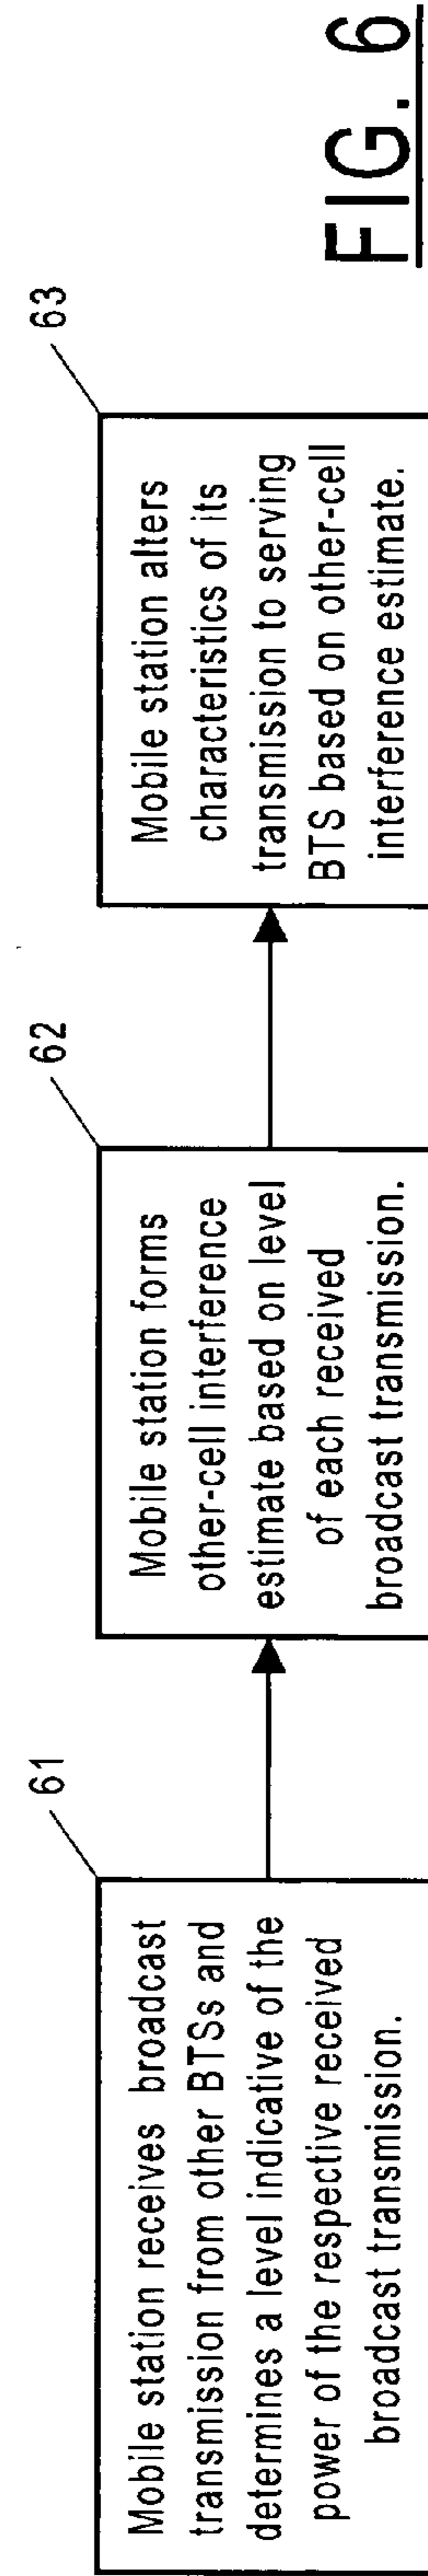 61
Mobile station receives broadcast
transmission from other BTSs and
determines a level indicative of the
power of the respective received
broadcast transmission.
62
Mobile station forms
other-cell interference
estimate based on level
of each received
broadcast transmission.
63
Mobile station alters
characteristics of its
transmission to serving
BTS based on other-cell
interference estimate.
FIG. 6